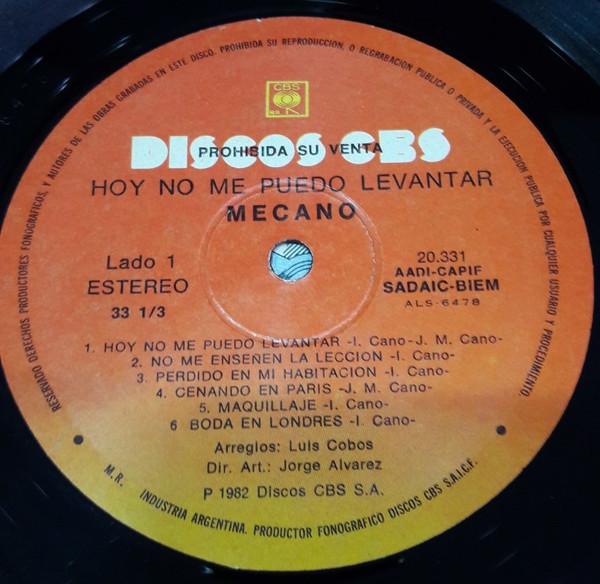 RESERVADO DERECHOS PRODUCTORES FONOGRAFICOS, Y AUTORES DE LAS OBRAS GRABADAS EN ESTE DISCO. PROHIBIDA SU REPRODUCCION, O REGRABACION PUBLICA O PRIVADA Y LA EJECUCION PUBLICA POR CUALQUIER USUARIO Y PROCEDIMIENTO.
CBS
DISCOS CBS
PROHIBIDA SU VENTA
HOY NO ME PUEDO LEVANTAR
MECANO
Lado 1
ESTEREO
33 1/3
20.331
AADI-CAPIF
SADAIC-BIEM
ALS-6478
1. HOY NO ME PUEDO LEVANTAR -I. Cano-J. M. Cano-
2. NO ME ENSEÑEN LA LECCION -I. Cano-
3. PERDIDO EN MI HABITACION -I. Cano-
4. CENANDO EN PARIS -J. M. Cano-
5. MAQUILLAJE -I. Cano-
6 BODA EN LONDRES -I. Cano-
Arreglos: Luis Cobos
Dir. Art.: Jorge Alvarez
P 1982 Discos CBS S.A.
M.R. INDUSTRIA ARGENTINA. PRODUCTOR FONOGRAFICO DISCOS CBS S.A.I.C.F.